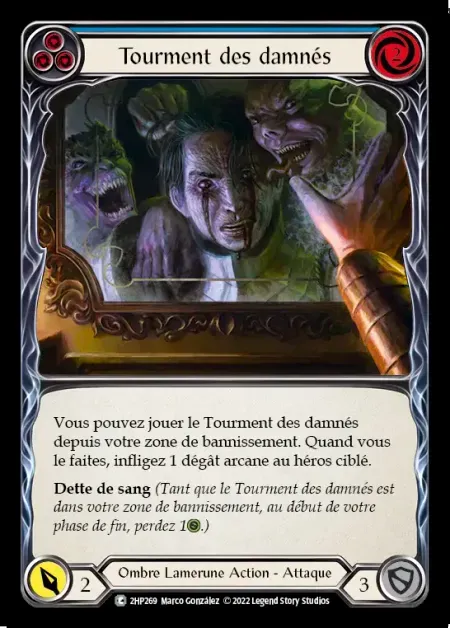 Tourment des damnés
2
Vous pouvez jouer le Tourment des damnés
depuis votre zone de bannissement. Quand vous
le faites, infligez 1 dégât arcane au héros ciblé.
Dette de sang (Tant que le Tourment des damnés est
dans votre zone de bannissement, au début de votre
phase de fin, perdez 1.)
2
Ombre Lamerune Action - Attaque
3
C 2HP269 Marco González © 2022 Legend Story Studios